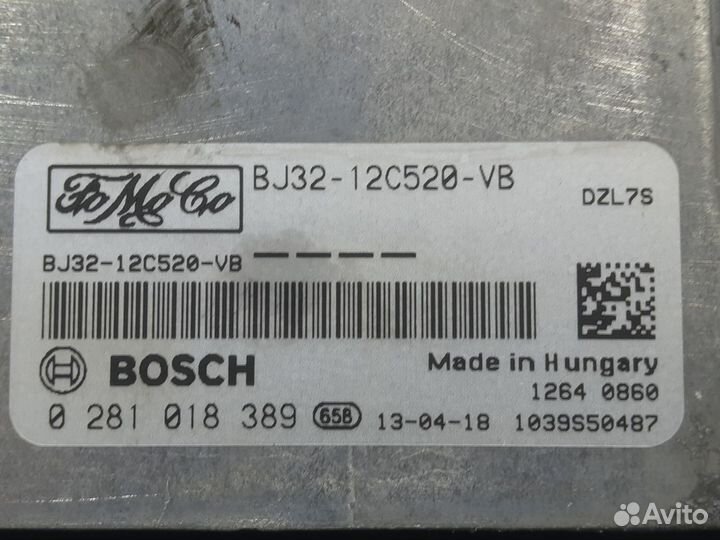 FoMoCo
BJ32-12C520-VB
DZL7S
BJ32-12C520-VB
BOSCH
Made in Hungary
1264 0860
0 281 018 389 65B 13-04-18 1039S50487
Avito